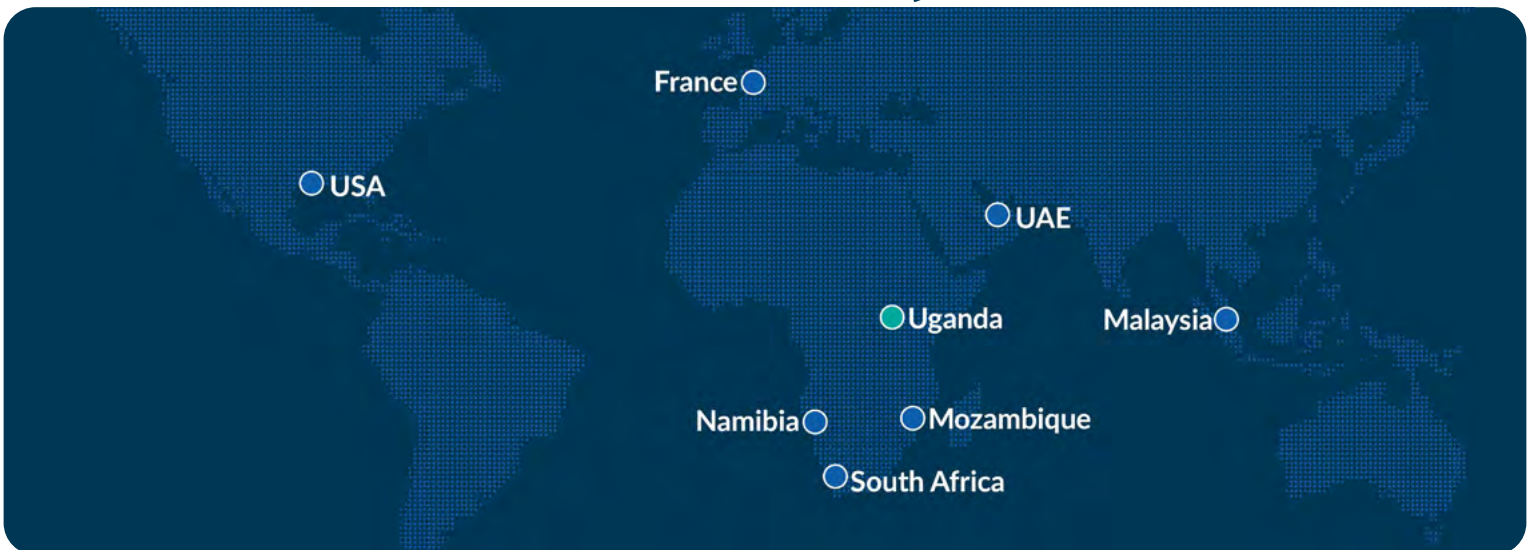 France
USA
UAE
Uganda
Malaysia
Namibia
Mozambique
South Africa